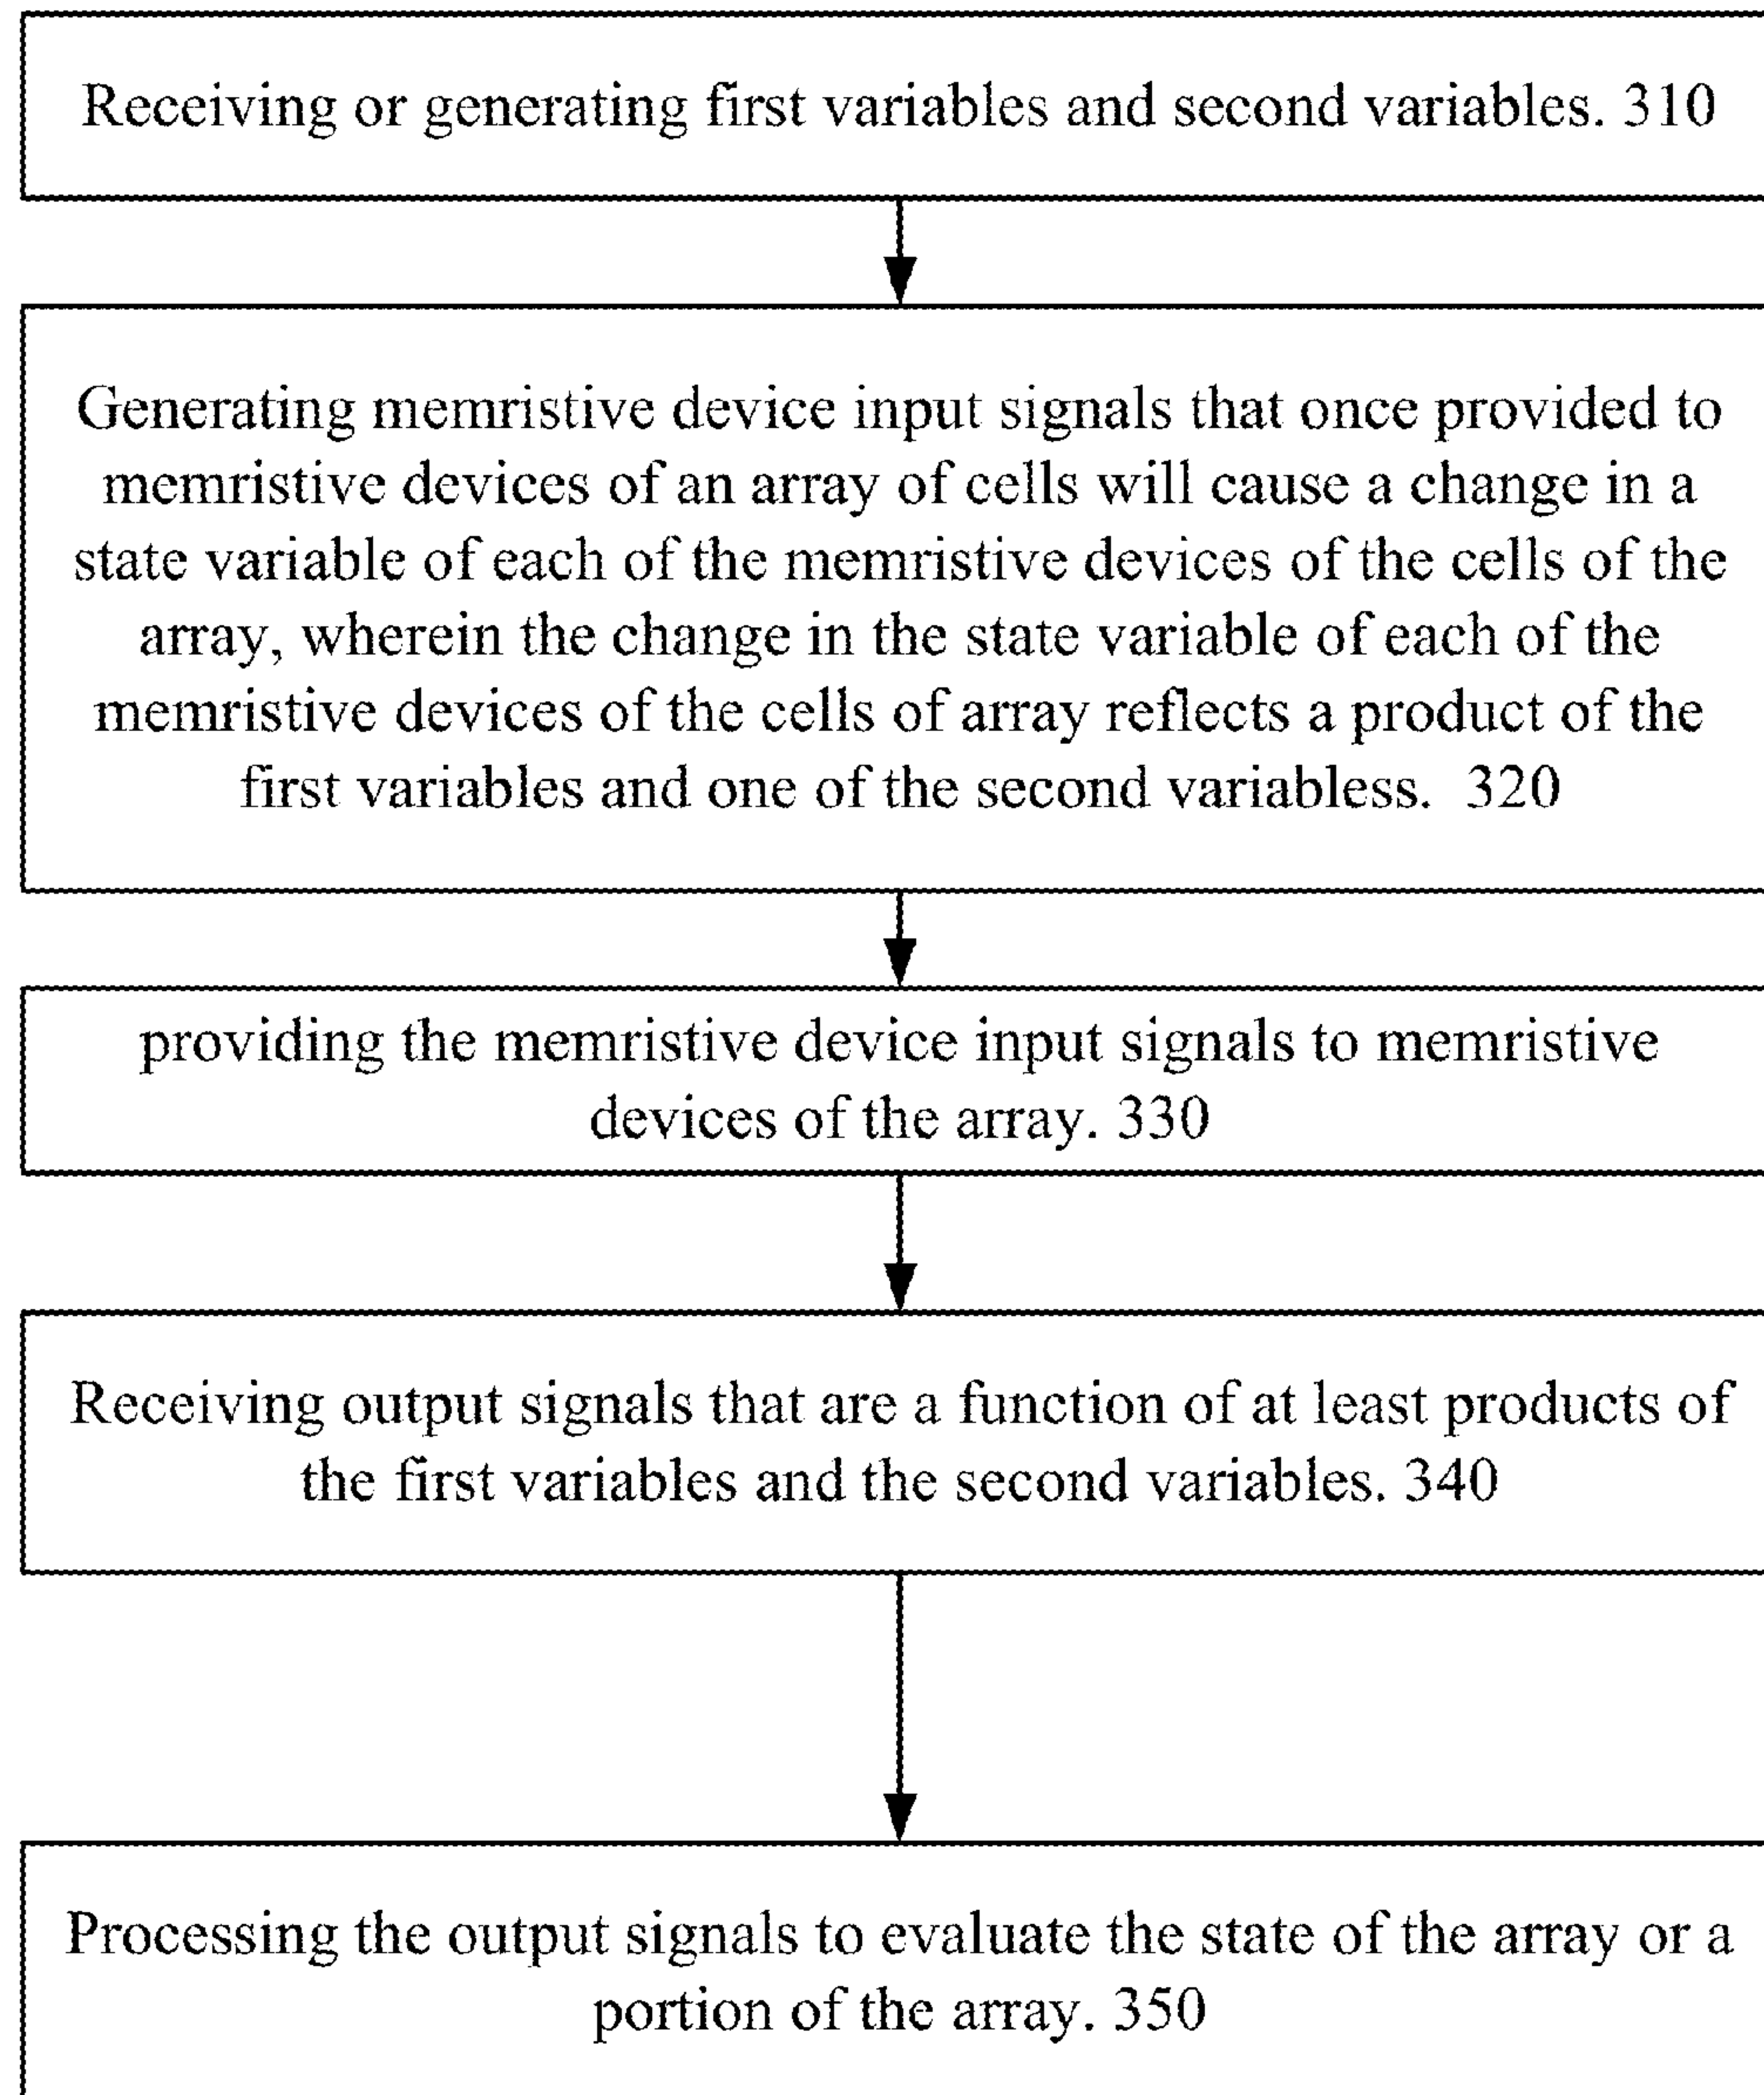 Receiving or generating first variables and second variables. 310
Generating memristive device input signals that once provided to
memristive devices of an array of cells will cause a change in a
state variable of each of the memristive devices of the cells of the
array, wherein the change in the state variable of each of the
memristive devices of the cells of array reflects a product of the
first variables and one of the second variabless. 320
providing the memristive device input signals to memristive
devices of the array. 330
Receiving output signals that are a function of at least products of
the first variables and the second variables. 340
Processing the output signals to evaluate the state of the array or a
portion of the array. 350